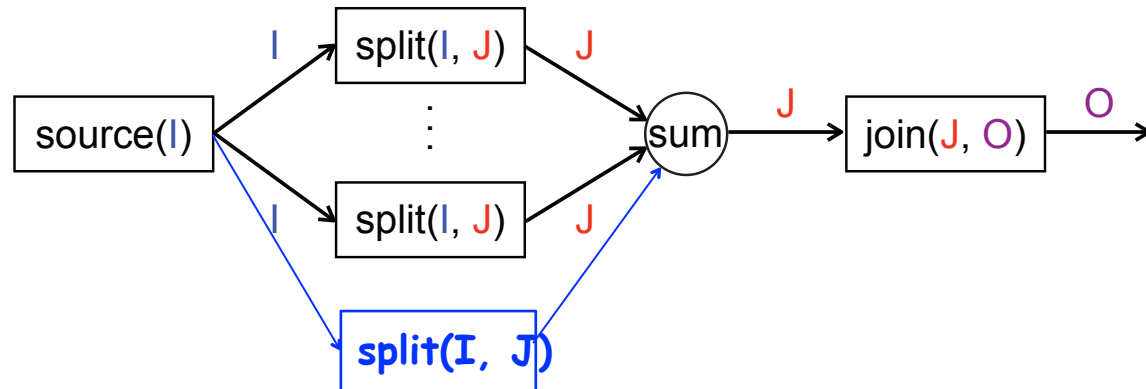 I
split(I, J)
J
source(I)
⋮
sum
J
join(J, O)
O
I
split(I, J)
J
split(I, J)